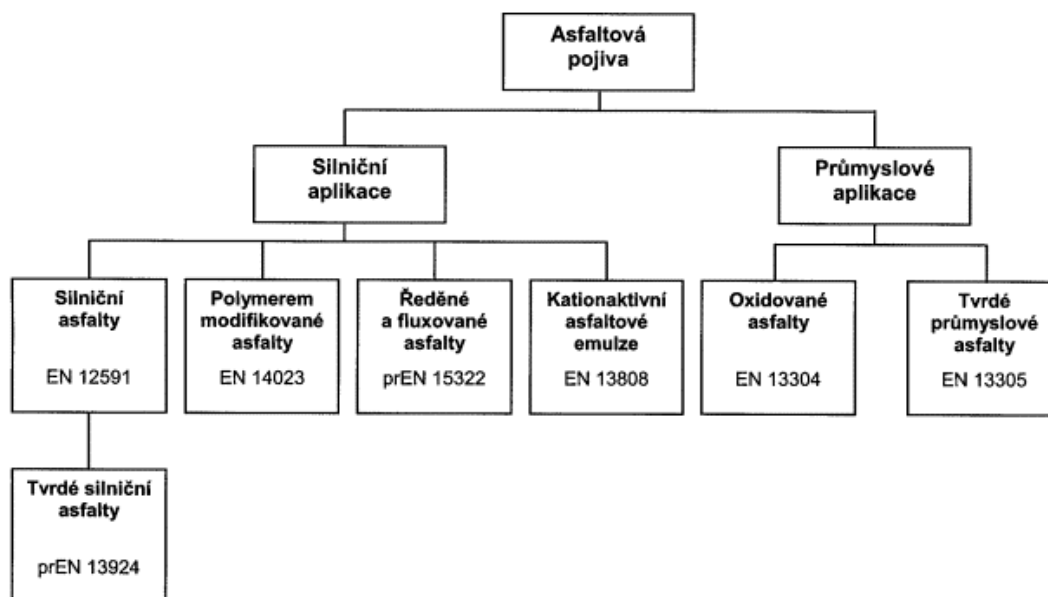 Asfaltová
pojiva
Silniční
aplikace
Průmyslové
aplikace
Silniční
asfalty
EN 12591
Polymerem
modifikované
asfalty
EN 14023
Ředěné
a fluxované
asfalty
prEN 15322
Kationaktivní
asfaltové
emulze
EN 13808
Oxidované
asfalty
EN 13304
Tvrdé
průmyslové
asfalty
EN 13305
Tvrdé silniční
asfalty
prEN 13924